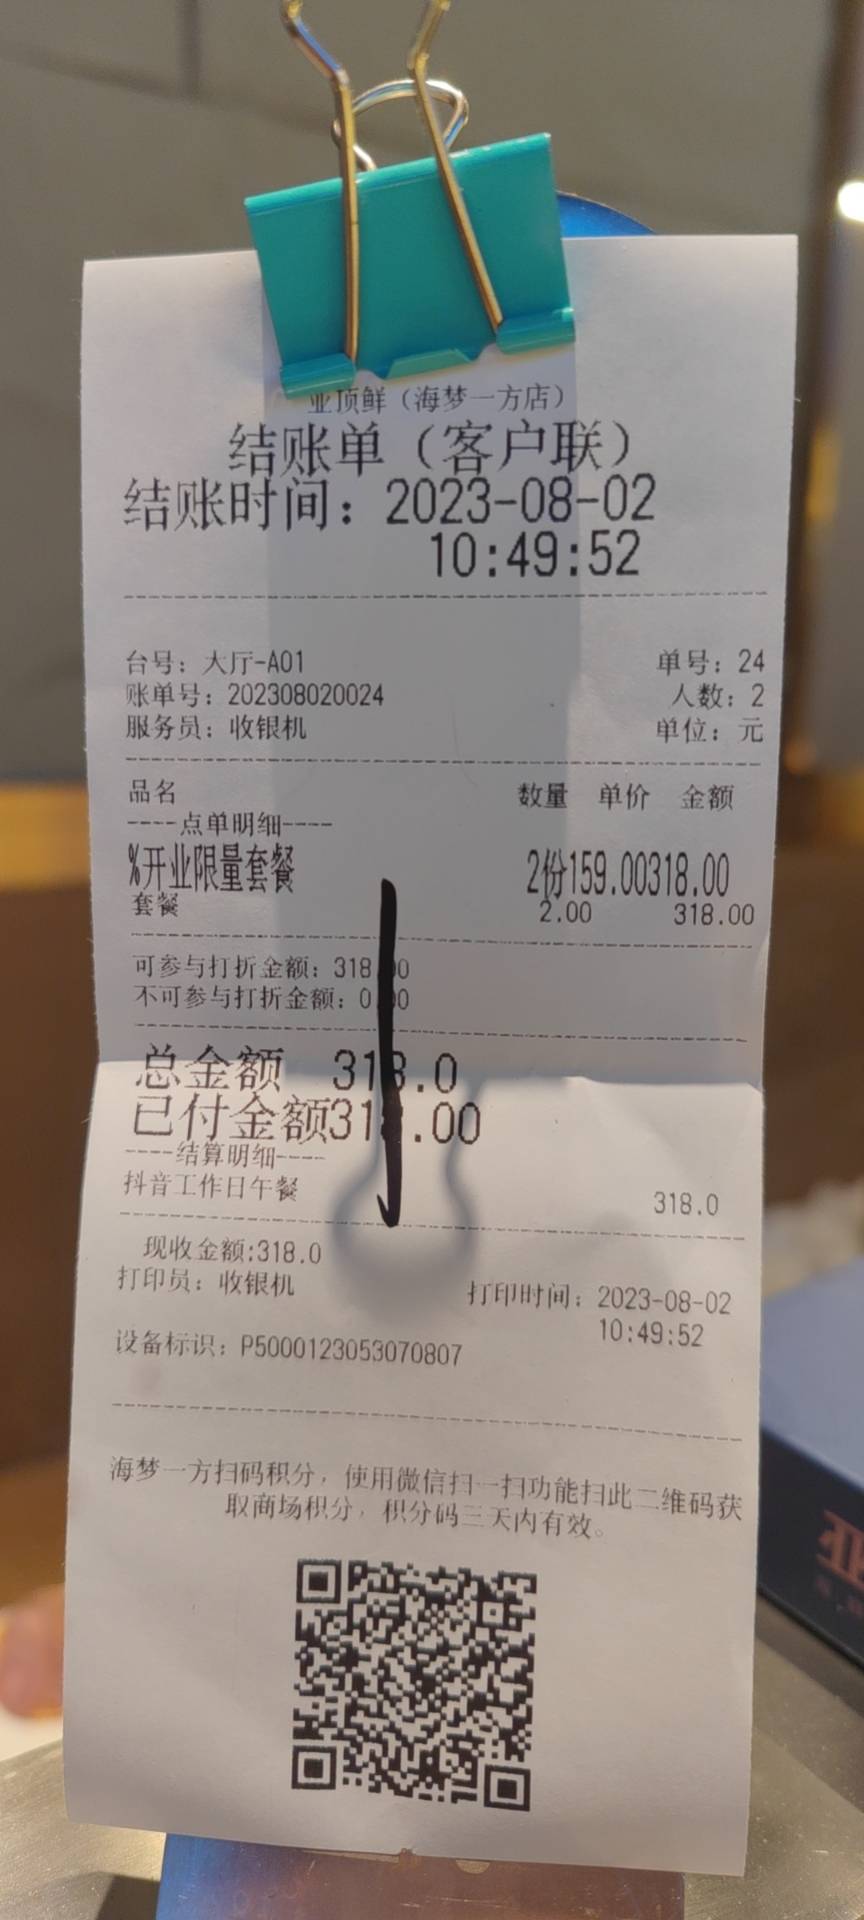 亚顶鲜（海梦一方店）
结账单（客户联）
结账时间：2023-08-02
10:49:52
台号：大厅-A01 单号：24
账单号：202308020024 人数：2
服务员：收银机 单位：元
品名 数量 单价 金额
----点单明细----
%开业限量套餐 2份159.00318.00
套餐 2.00 318.00
可参与打折金额：318.00
不可参与打折金额：0.00
总金额 318.0
已付金额318.00
----结算明细----
抖音工作日午餐 318.0
现收金额:318.0
打印员：收银机 打印时间：2023-08-02
10:49:52
设备标识：P5000123053070807
海梦一方扫码积分，使用微信扫一扫功能扫此二维码获
取商场积分，积分码三天内有效。